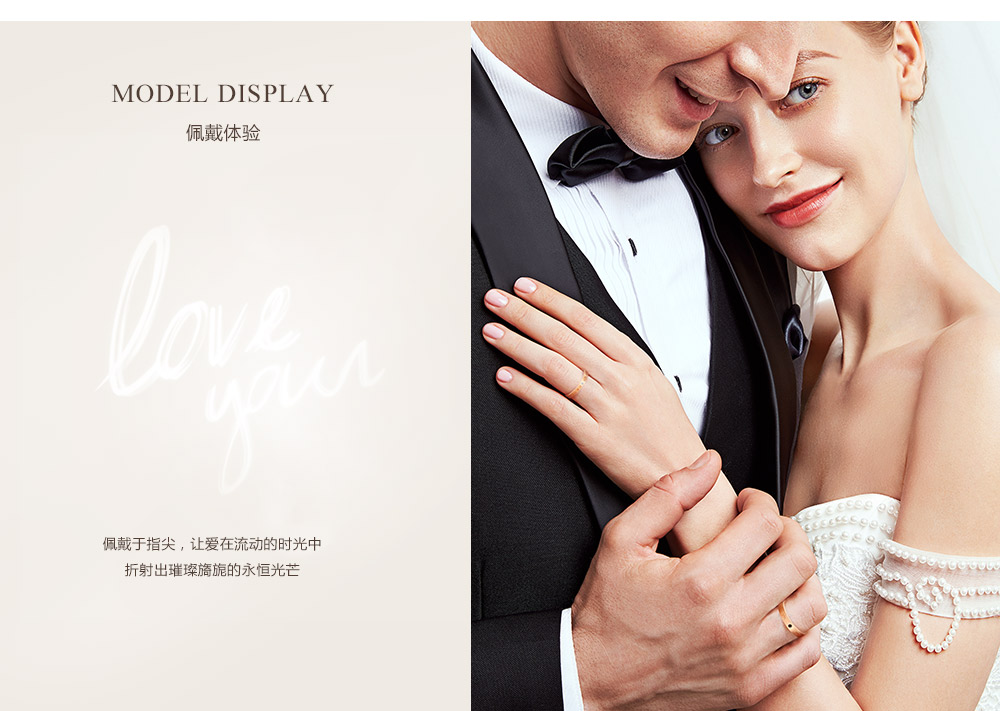 MODEL DISPLAY
佩戴体验
love
your
佩戴于指尖，让爱在流动的时光中
折射出璀璨旖旎的永恒光芒